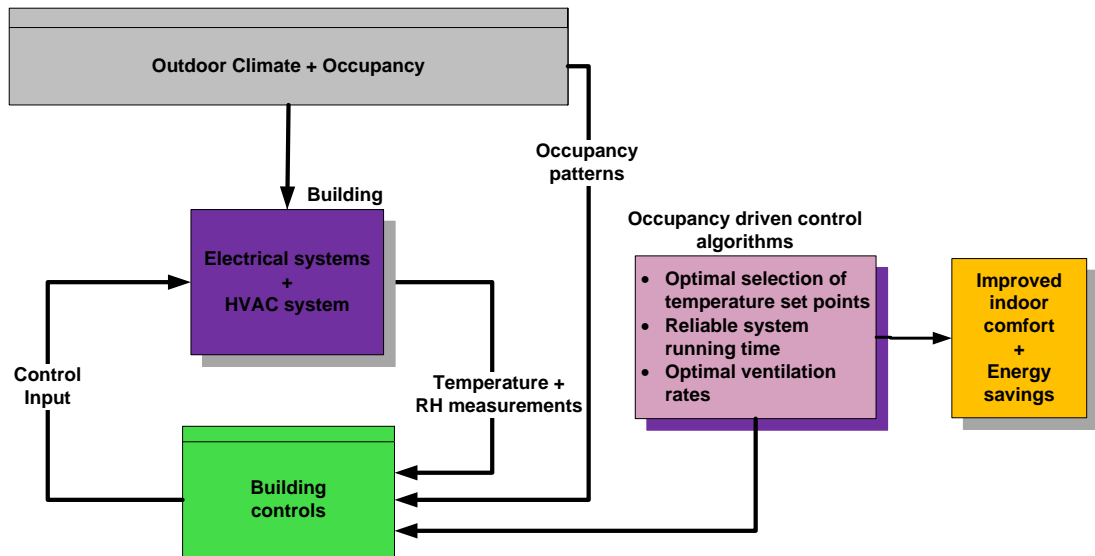 Outdoor Climate + Occupancy
Occupancy
patterns
Building
Electrical systems
+
HVAC system
Control
Input
Temperature +
RH measurements
Building
controls
Occupancy driven control
algorithms
• Optimal selection of
temperature set points
• Reliable system
running time
• Optimal ventilation
rates
Improved
indoor
comfort
+
Energy
savings